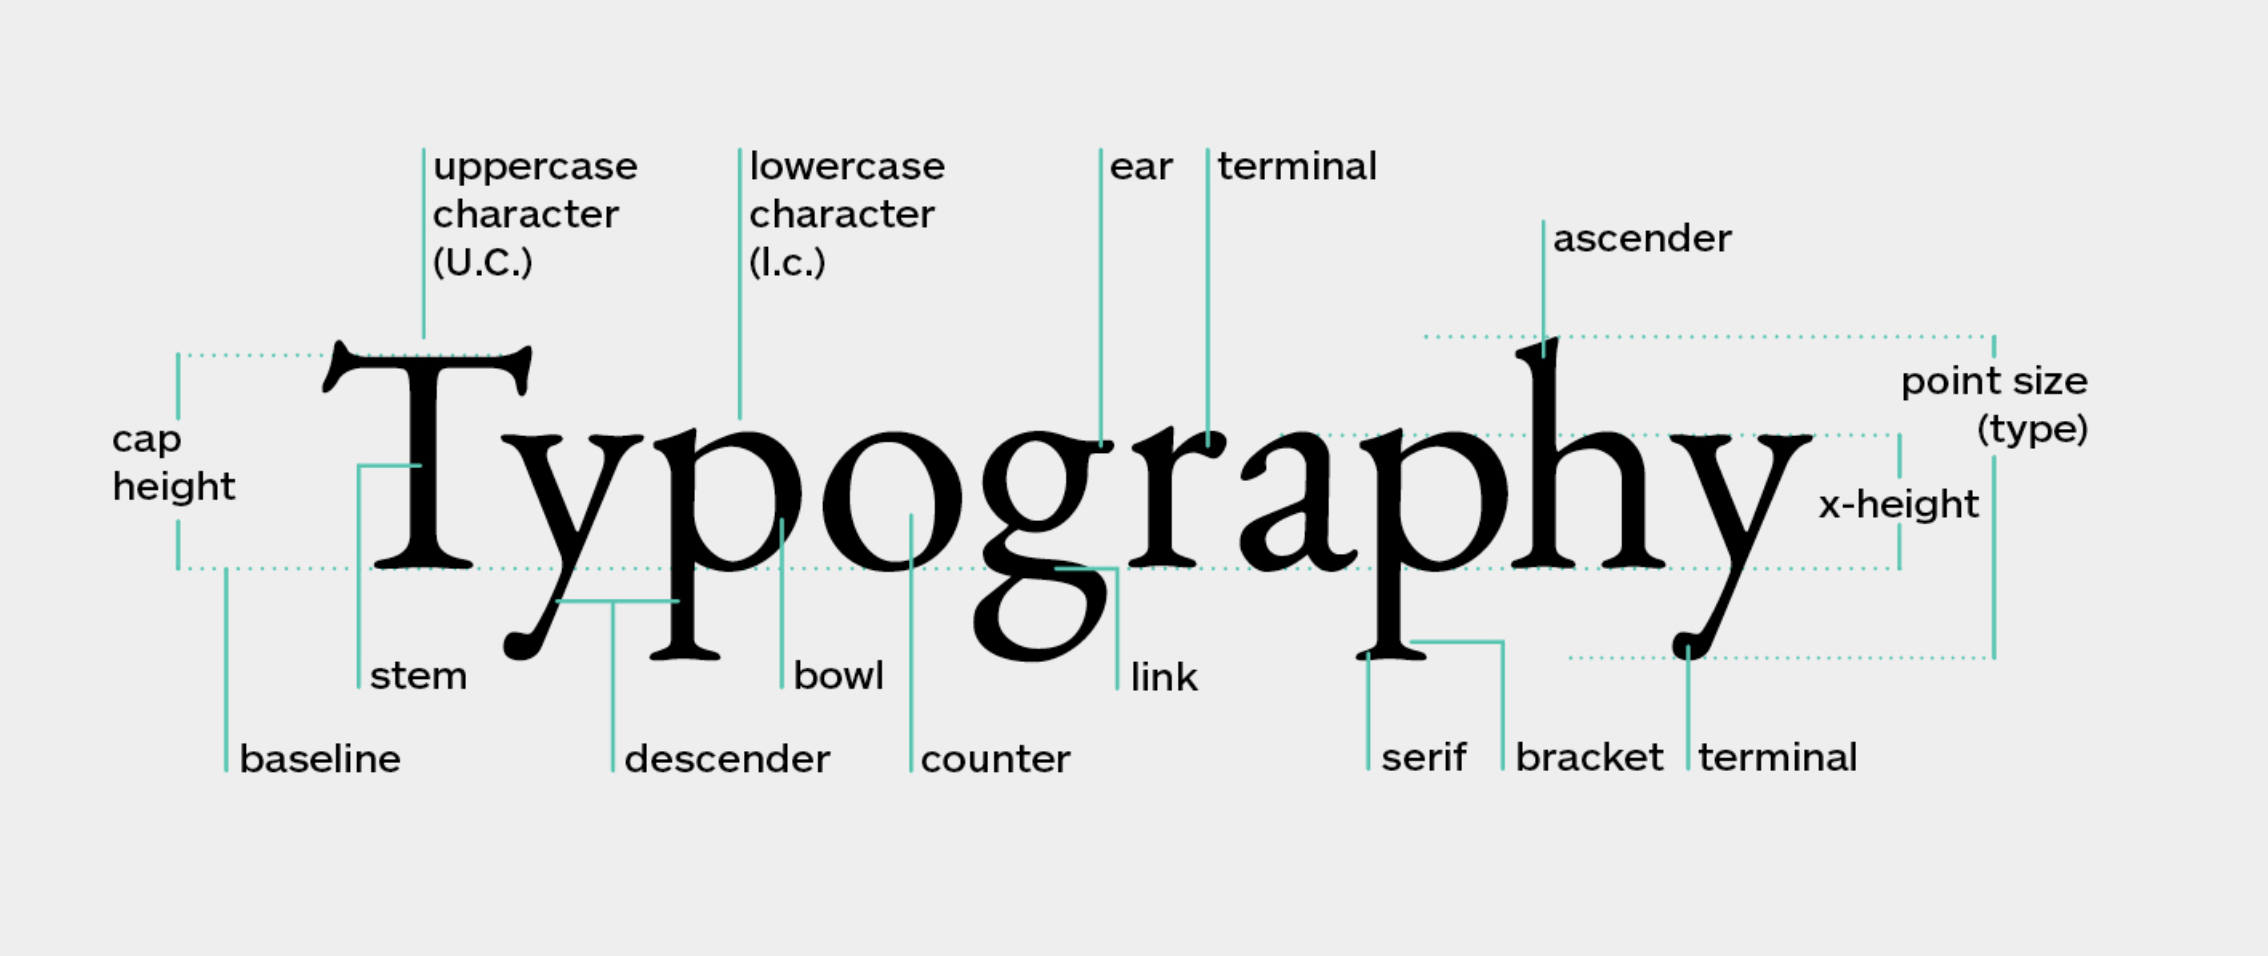 uppercase
character
(U.C.)
lowercase
character
(l.c.)
ear
terminal
ascender
cap
height
Typography
point size
(type)
x-height
stem
bowl
link
baseline
descender
counter
serif
bracket
terminal